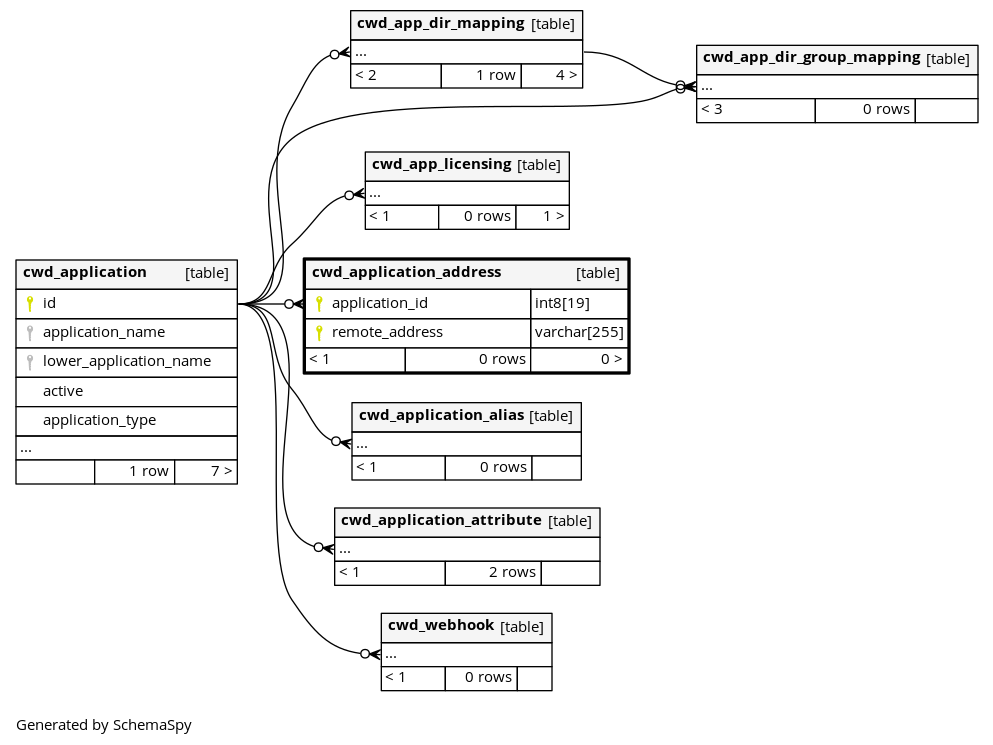 cwd_app_dir_mapping [table]
...
< 2 1 row 4 >
cwd_app_dir_group_mapping [table]
...
< 3 0 rows
cwd_app_licensing [table]
...
< 1 0 rows 1 >
cwd_application [table]
id
application_name
lower_application_name
active
application_type
...
1 row 7 >
cwd_application_address [table]
application_id int8[19]
remote_address varchar[255]
< 1 0 rows 0 >
cwd_application_alias [table]
...
< 1 0 rows
cwd_application_attribute [table]
...
< 1 2 rows
cwd_webhook [table]
...
< 1 0 rows
Generated by SchemaSpy